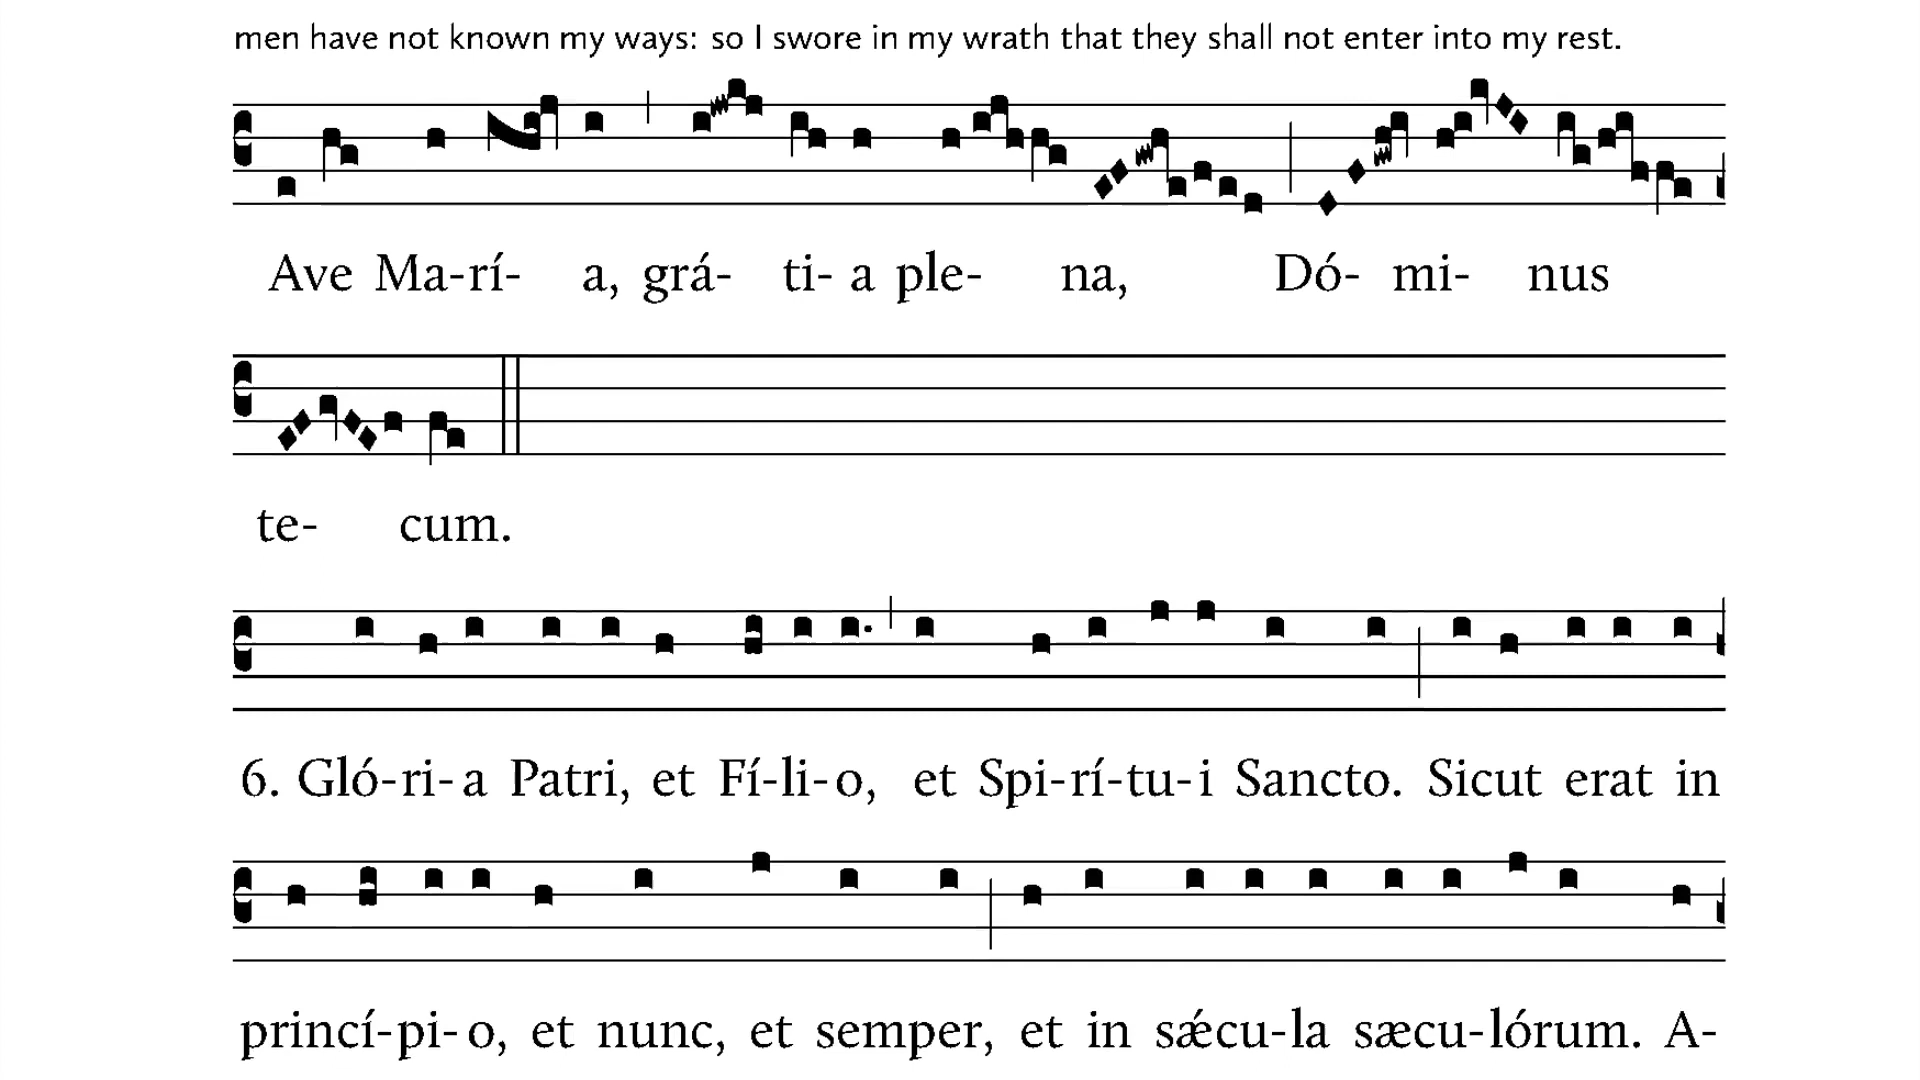 men have not known my ways: so I swore in my wrath that they shall not enter into my rest.
Ave Ma-rí- a, grá- ti- a ple- na, Dó- mi- nus
te- cum.
6. Gló-ri- a Patri, et Fí-li- o, et Spi-rí-tu- i Sancto. Sicut erat in
princí-pi- o, et nunc, et semper, et in sǽcu-la sæcu-lórum. A-